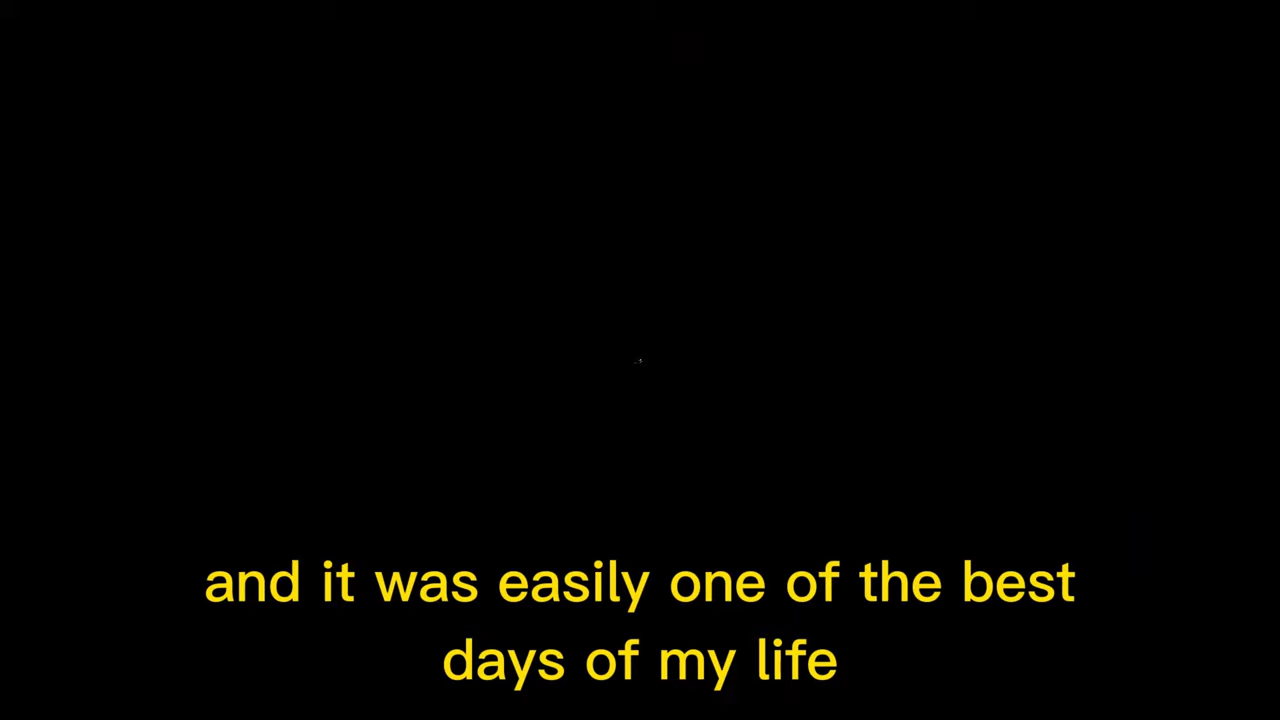 and it was easily one of the best
days of my life